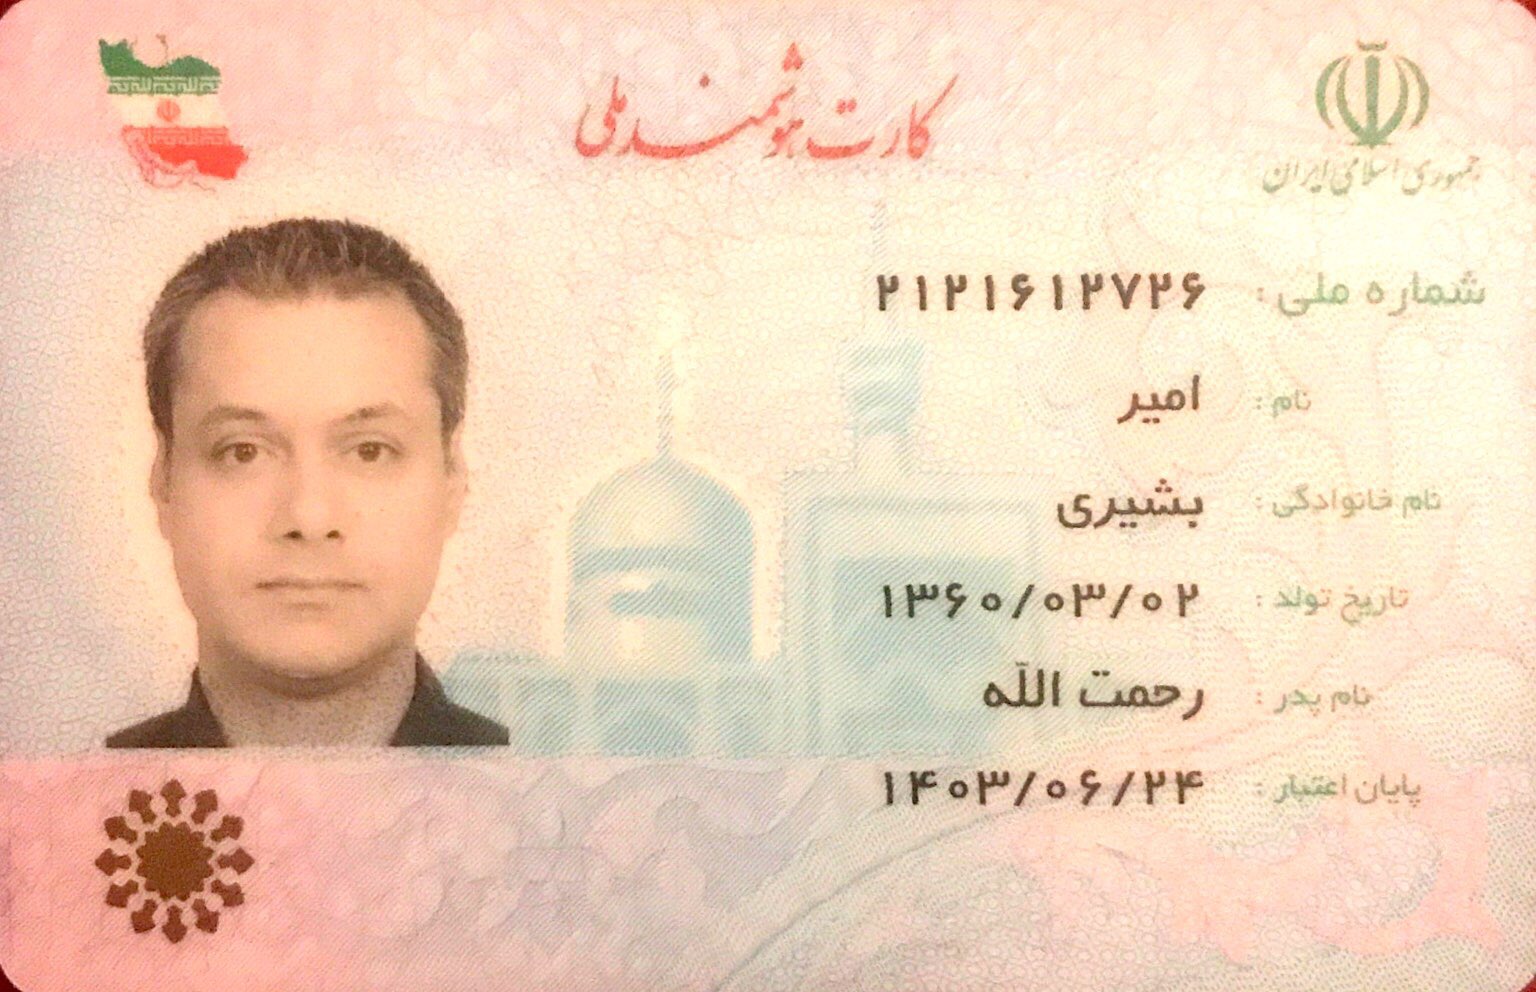 جمهوری اسلامی ایران
کارت هوشمند ملی
شماره ملی : ۲۱۲۱۶۱۲۷۲۶
نام : امیر
نام خانوادگی : بشیری
تاریخ تولد : ۱۳۶۰/۰۳/۰۲
نام پدر : رحمت اللّه
پایان اعتبار : ۱۴۰۳/۰۶/۲۴